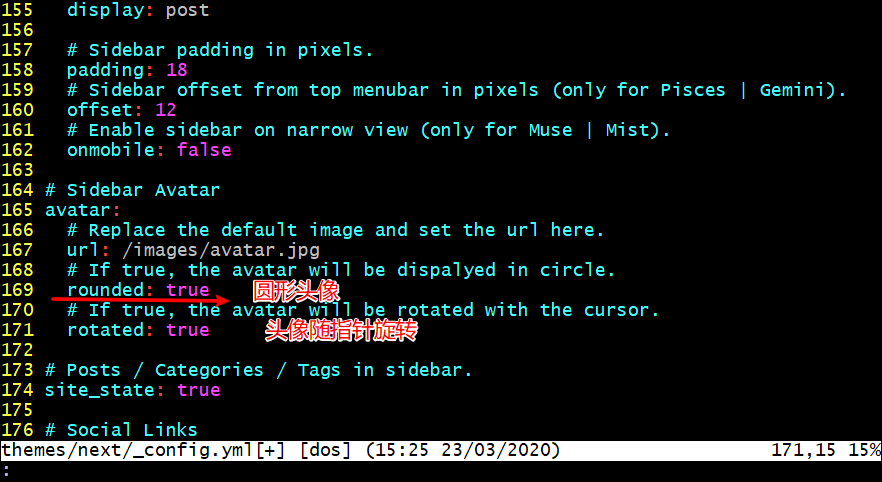 155   display: post
156
157   # Sidebar padding in pixels.
158   padding: 18
159   # Sidebar offset from top menubar in pixels (only for Pisces | Gemini).
160   offset: 12
161   # Enable sidebar on narrow view (only for Muse | Mist).
162   onmobile: false
163
164 # Sidebar Avatar
165 avatar:
166   # Replace the default image and set the url here.
167   url: /images/avatar.jpg
168   # If true, the avatar will be dispalyed in circle.
169   rounded: true 圆形头像
170   # If true, the avatar will be rotated with the cursor.
171   rotated: true 头像随指针旋转
172
173 # Posts / Categories / Tags in sidebar.
174 site_state: true
175
176 # Social Links
themes/next/_config.yml[+] [dos] (15:25 23/03/2020) 171,15 15%
: